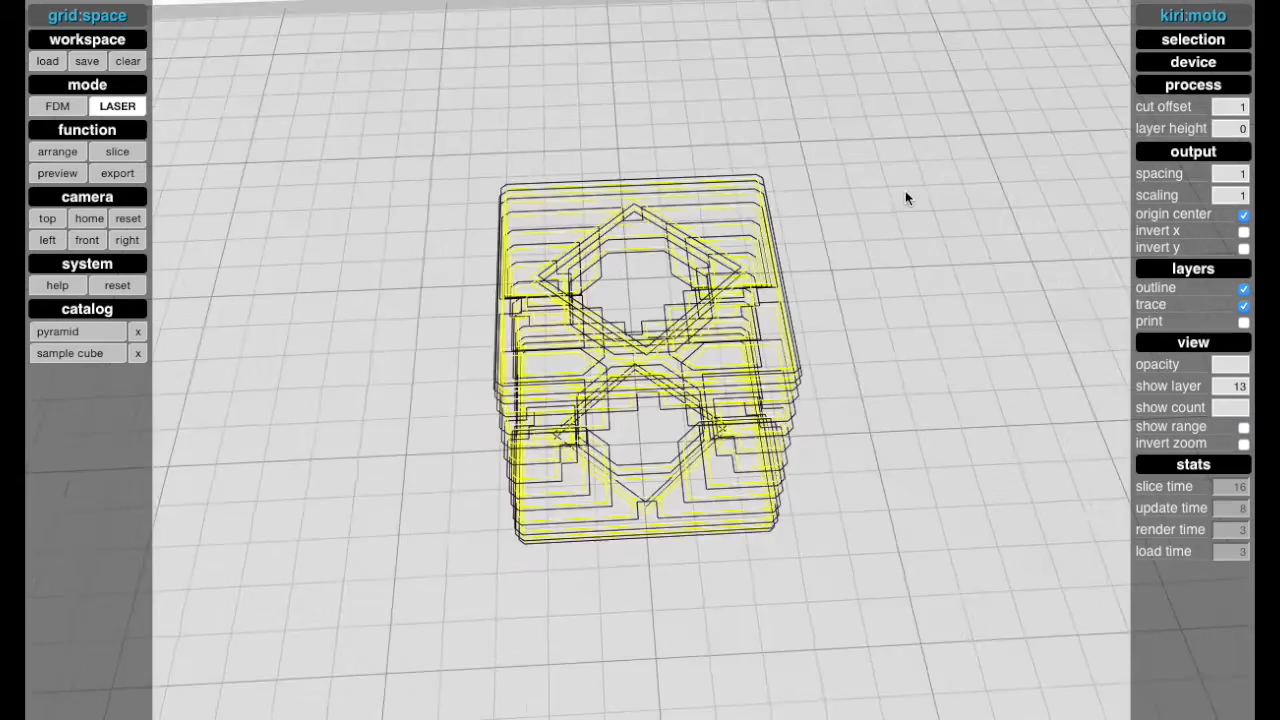 grid:space
workspace
load save clear
mode
FDM LASER
function
arrange slice
preview export
camera
top home reset
left front right
system
help reset
catalog
pyramid x
sample cube x
kiri:moto
selection
device
process
cut offset 1
layer height 0
output
spacing 1
scaling 1
origin center
invert x
invert y
layers
outline
trace
print
view
opacity
show layer 13
show count
show range
invert zoom
stats
slice time 16
update time 8
render time 3
load time 3